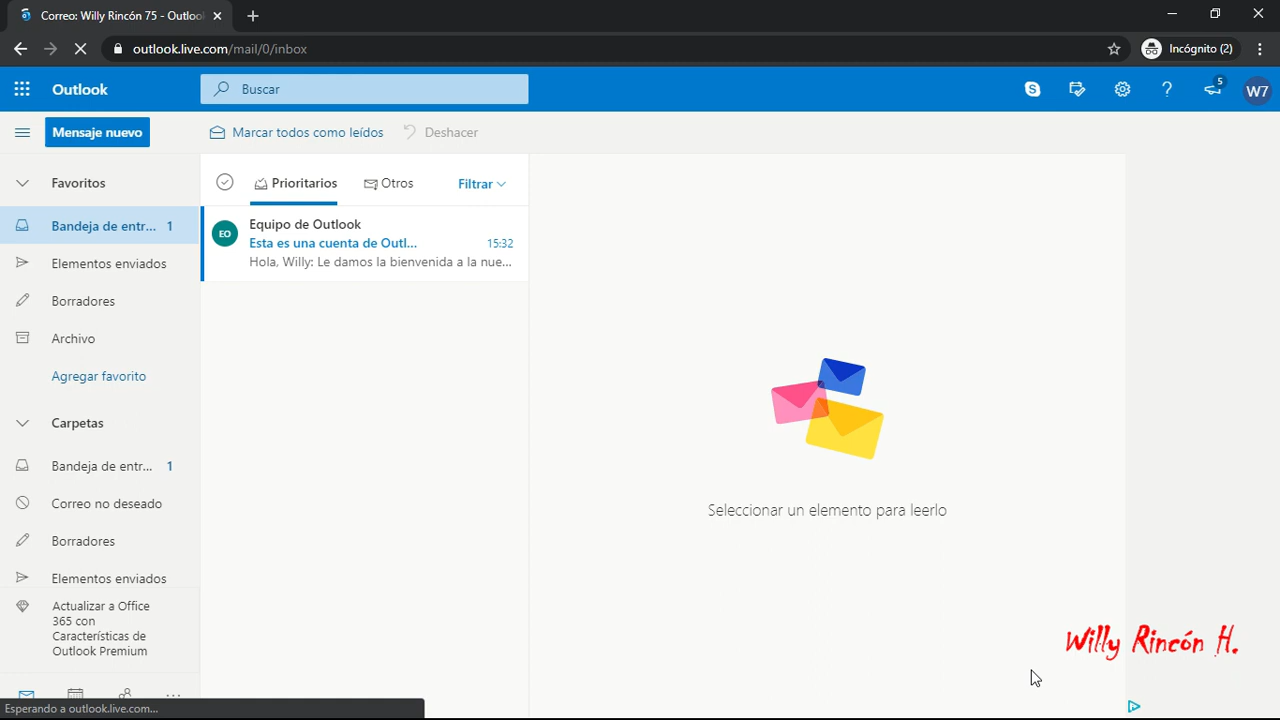 Correo: Willy Rincón 75 - Outloo
outlook.live.com/mail/0/inbox
Incógnito (2)
Outlook
Buscar
5
W7
Mensaje nuevo
Marcar todos como leídos
Deshacer
Favoritos
Prioritarios
Otros
Filtrar
Bandeja de entr... 1
Elementos enviados
Borradores
Archivo
Agregar favorito
EO
Equipo de Outlook
Esta es una cuenta de Outl... 15:32
Hola, Willy: Le damos la bienvenida a la nue...
Carpetas
Bandeja de entr... 1
Correo no deseado
Borradores
Elementos enviados
Seleccionar un elemento para leerlo
Actualizar a Office
365 con
Características de
Outlook Premium
Willy Rincón H.
Esperando a outlook.live.com...